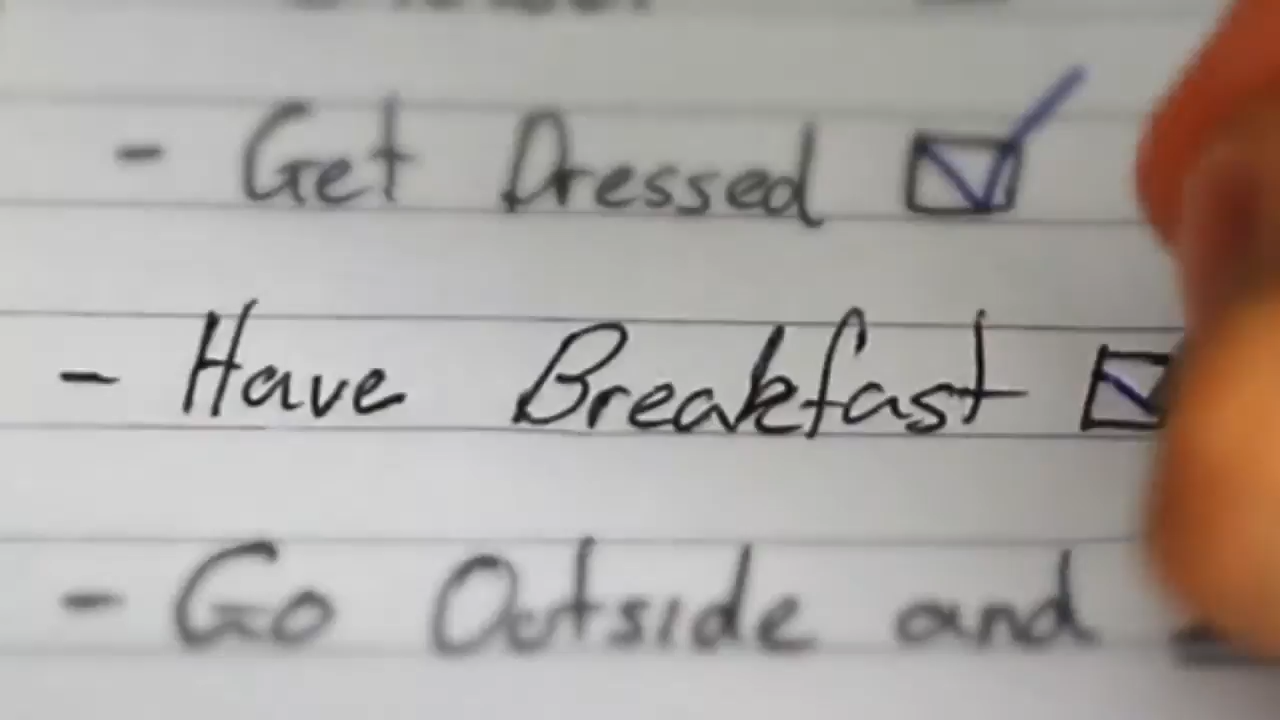 - Get Dressed
- Have Breakfast
- Go Outside and